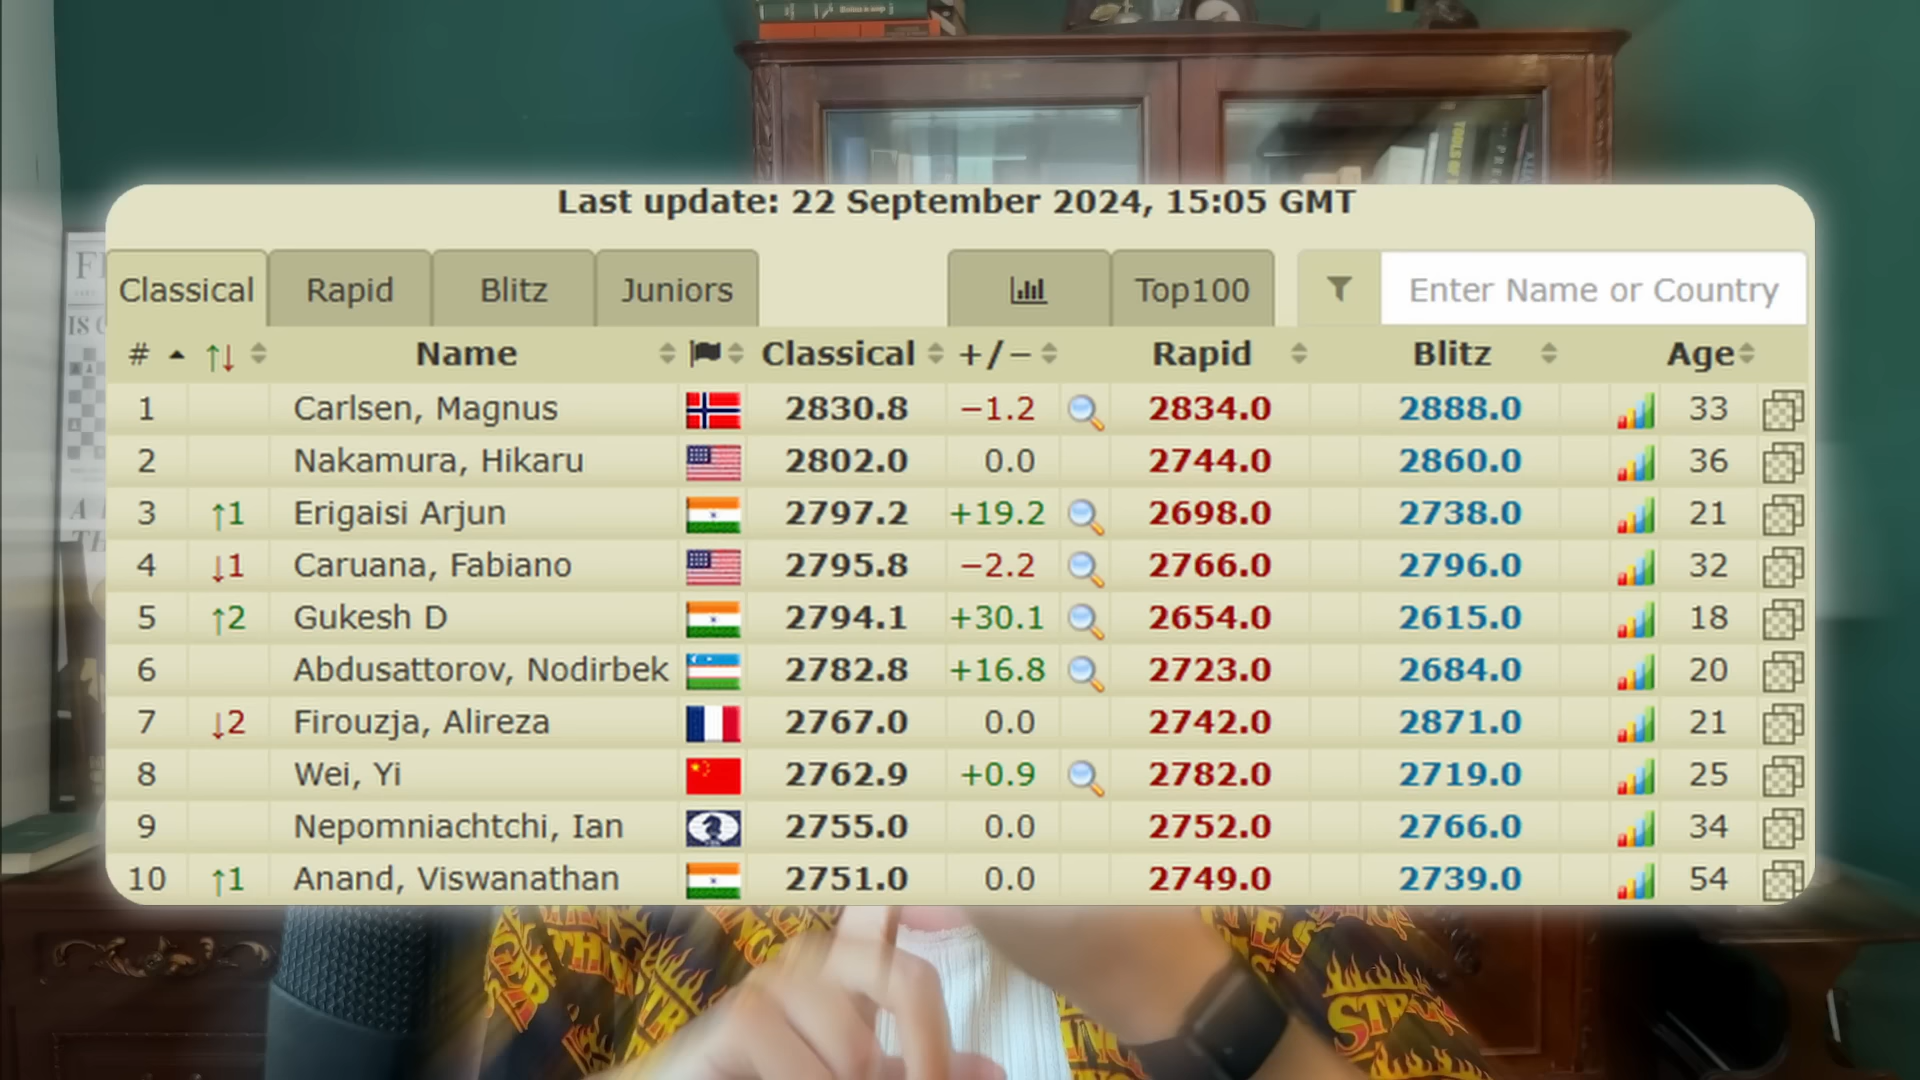 TOOLS OF
Last update: 22 September 2024, 15:05 GMT
Classical Rapid Blitz Juniors Top100 Enter Name or Country
# ↑↓ Name Classical +/− Rapid Blitz Age
1 Carlsen, Magnus 2830.8 −1.2 2834.0 2888.0 33
2 Nakamura, Hikaru 2802.0 0.0 2744.0 2860.0 36
3 ↑1 Erigaisi Arjun 2797.2 +19.2 2698.0 2738.0 21
4 ↓1 Caruana, Fabiano 2795.8 −2.2 2766.0 2796.0 32
5 ↑2 Gukesh D 2794.1 +30.1 2654.0 2615.0 18
6 Abdusattorov, Nodirbek 2782.8 +16.8 2723.0 2684.0 20
7 ↓2 Firouzja, Alireza 2767.0 0.0 2742.0 2871.0 21
8 Wei, Yi 2762.9 +0.9 2782.0 2719.0 25
9 Nepomniachtchi, Ian 2755.0 0.0 2752.0 2766.0 34
10 ↑1 Anand, Viswanathan 2751.0 0.0 2749.0 2739.0 54